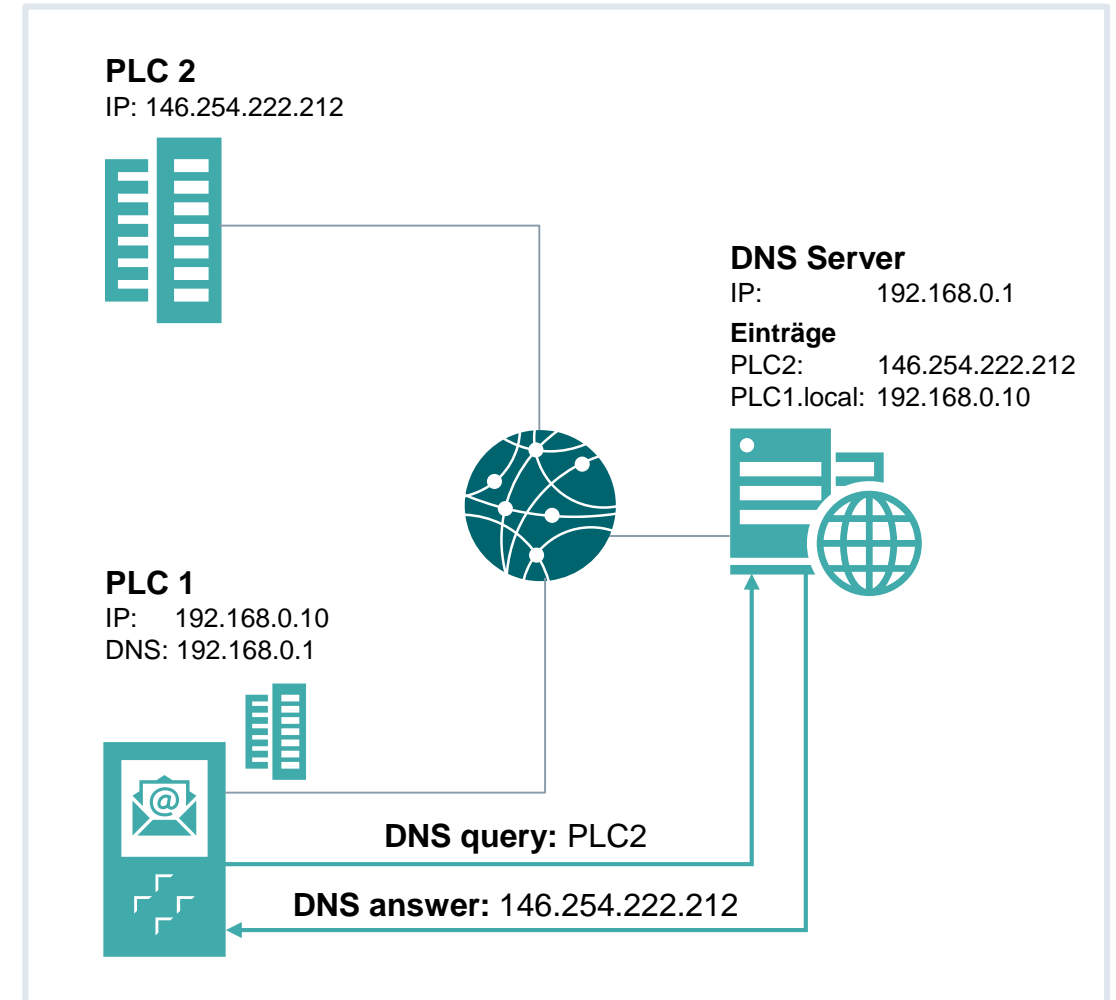 PLC 2
IP: 146.254.222.212
DNS Server
IP: 192.168.0.1
Einträge
PLC2: 146.254.222.212
PLC1.local: 192.168.0.10
PLC 1
IP: 192.168.0.10
DNS: 192.168.0.1
@
DNS query: PLC2
DNS answer: 146.254.222.212